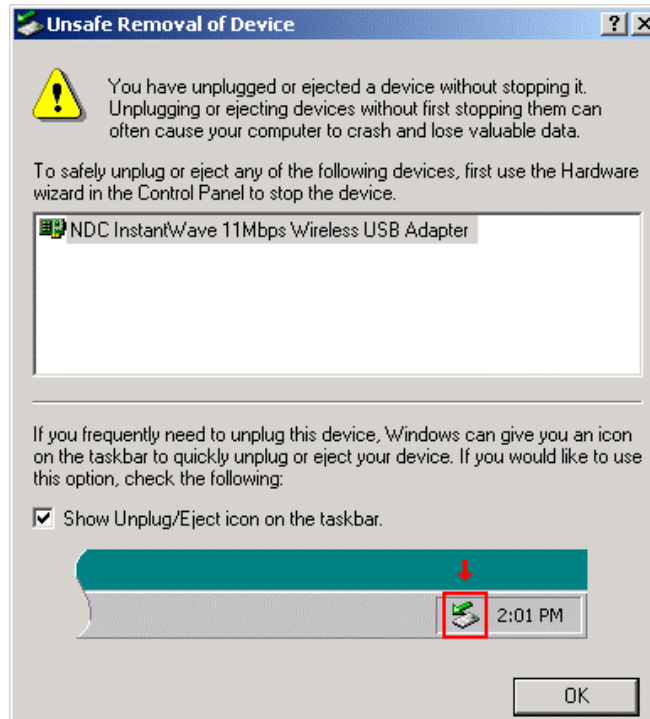 Unsafe Removal of Device
You have unplugged or ejected a device without stopping it.
Unplugging or ejecting devices without first stopping them can
often cause your computer to crash and lose valuable data.
To safely unplug or eject any of the following devices, first use the Hardware
wizard in the Control Panel to stop the device.
NDC InstantWave 11Mbps Wireless USB Adapter
If you frequently need to unplug this device, Windows can give you an icon
on the taskbar to quickly unplug or eject your device. If you would like to use
this option, check the following:
Show Unplug/Eject icon on the taskbar.
2:01 PM
OK